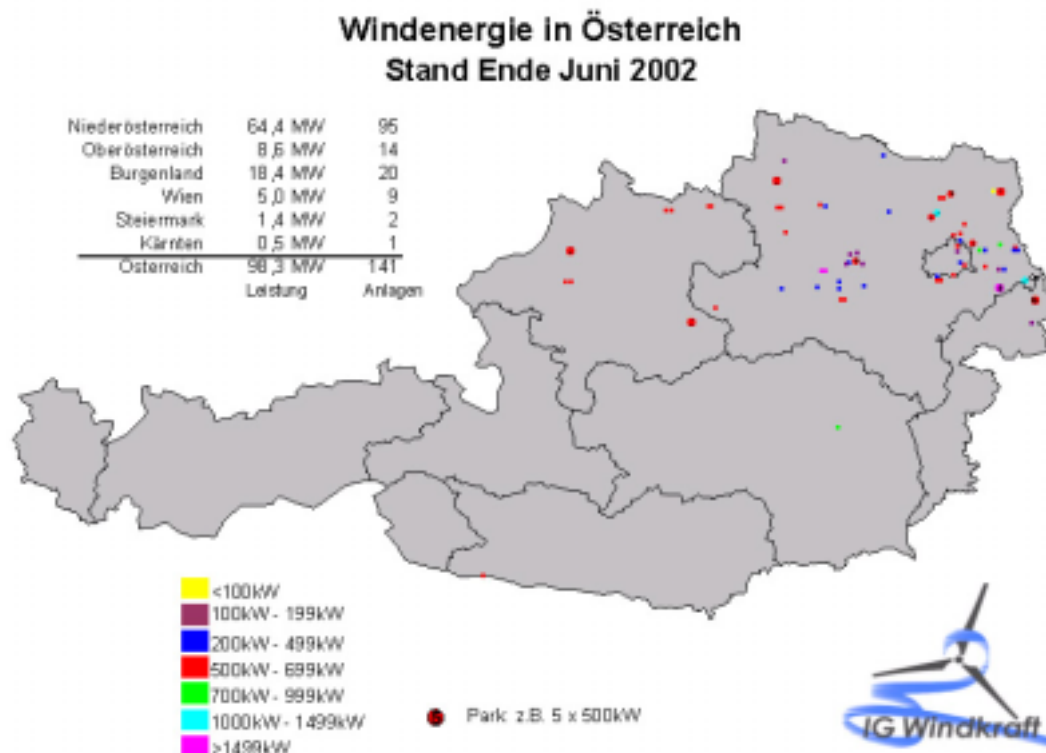 Windenergie in Österreich
Stand Ende Juni 2002
Niederösterreich 64,4 MW 95
Oberösterreich 8,6 MW 14
Burgenland 18,4 MW 20
Wien 5,0 MW 9
Steiermark 1,4 MW 2
Kärnten 0,5 MW 1
Österreich 98,3 MW 141
Leistung Anlagen
<100kW
100kW - 199kW
200kW - 499kW
500kW - 699kW
700kW - 999kW
1000kW - 1499kW
>1499kW
Park: z.B. 5 x 500kW
IG Windkraft